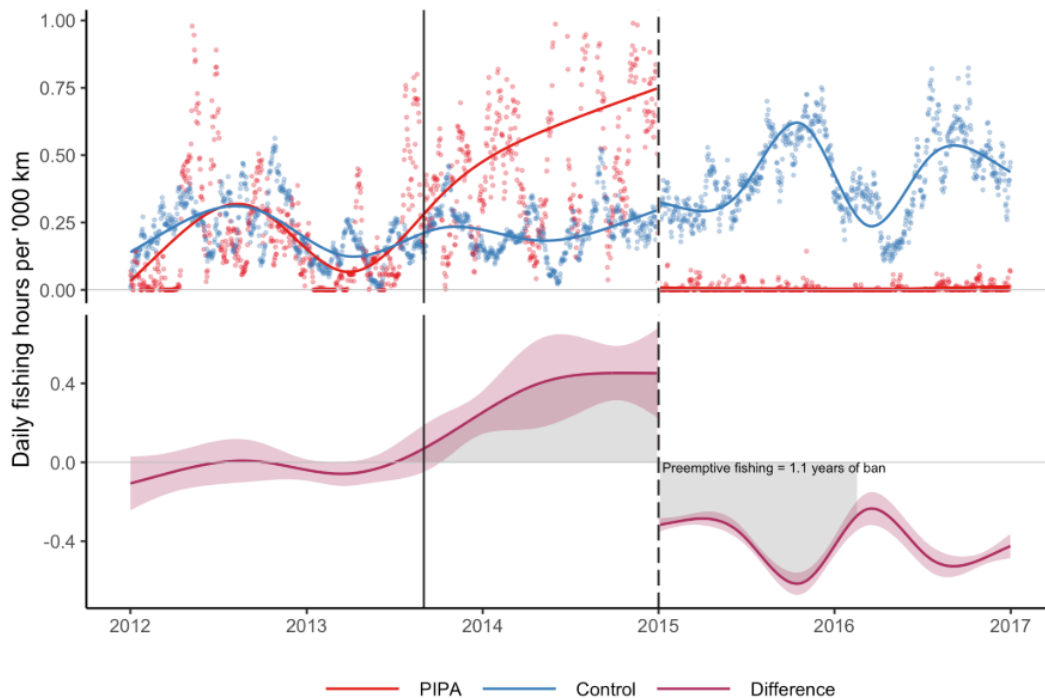 1.00
0.75
0.50
0.25
0.00
Daily fishing hours per '000 km
0.4
0.0
-0.4
Preemptive fishing = 1.1 years of ban
2012 2013 2014 2015 2016 2017
PIPA Control Difference